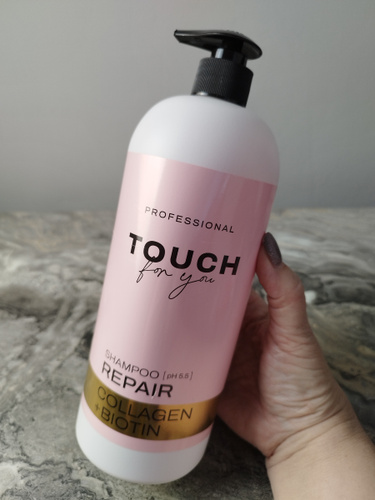 PROFESSIONAL
TOUCH
for you
SHAMPOO [pH 5.5]
REPAIR
COLLAGEN
+BIOTIN